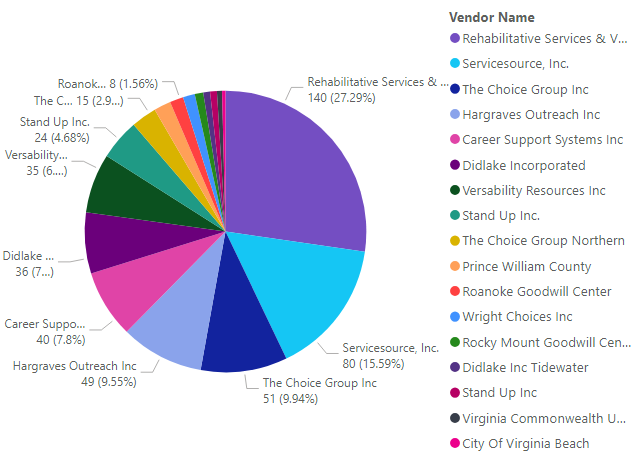 Vendor Name
Rehabilitative Services & V...
Servicesource, Inc.
The Choice Group Inc
Hargraves Outreach Inc
Career Support Systems Inc
Didlake Incorporated
Versability Resources Inc
Stand Up Inc.
The Choice Group Northern
Prince William County
Roanoke Goodwill Center
Wright Choices Inc
Rocky Mount Goodwill Cen...
Didlake Inc Tidewater
Stand Up Inc
Virginia Commonwealth U...
City Of Virginia Beach
Rehabilitative Services & ...
140 (27.29%)
Servicesource, Inc.
80 (15.59%)
The Choice Group Inc
51 (9.94%)
Hargraves Outreach Inc
49 (9.55%)
Career Suppo...
40 (7.8%)
Didlake ...
36 (7...)
Versability...
35 (6....)
Stand Up Inc.
24 (4.68%)
The C... 15 (2.9...)
Roanok... 8 (1.56%)